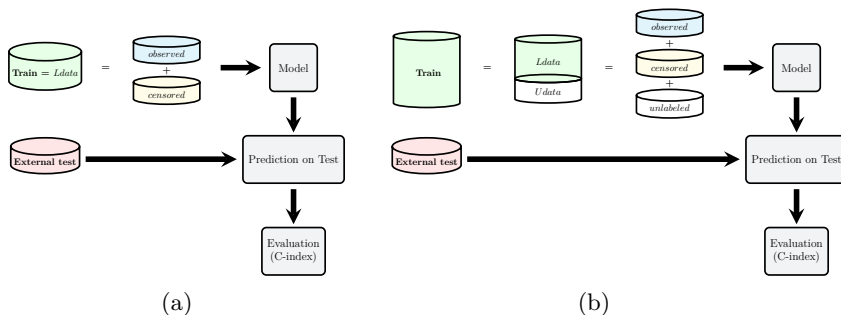 observed
Train = Ldata
=
+
Model
censored
External test
Prediction on Test
Evaluation
(C-index)
(a)
observed
+
Train
=
Ldata
=
censored
Model
Udata
+
unlabeled
External test
Prediction on Test
Evaluation
(C-index)
(b)